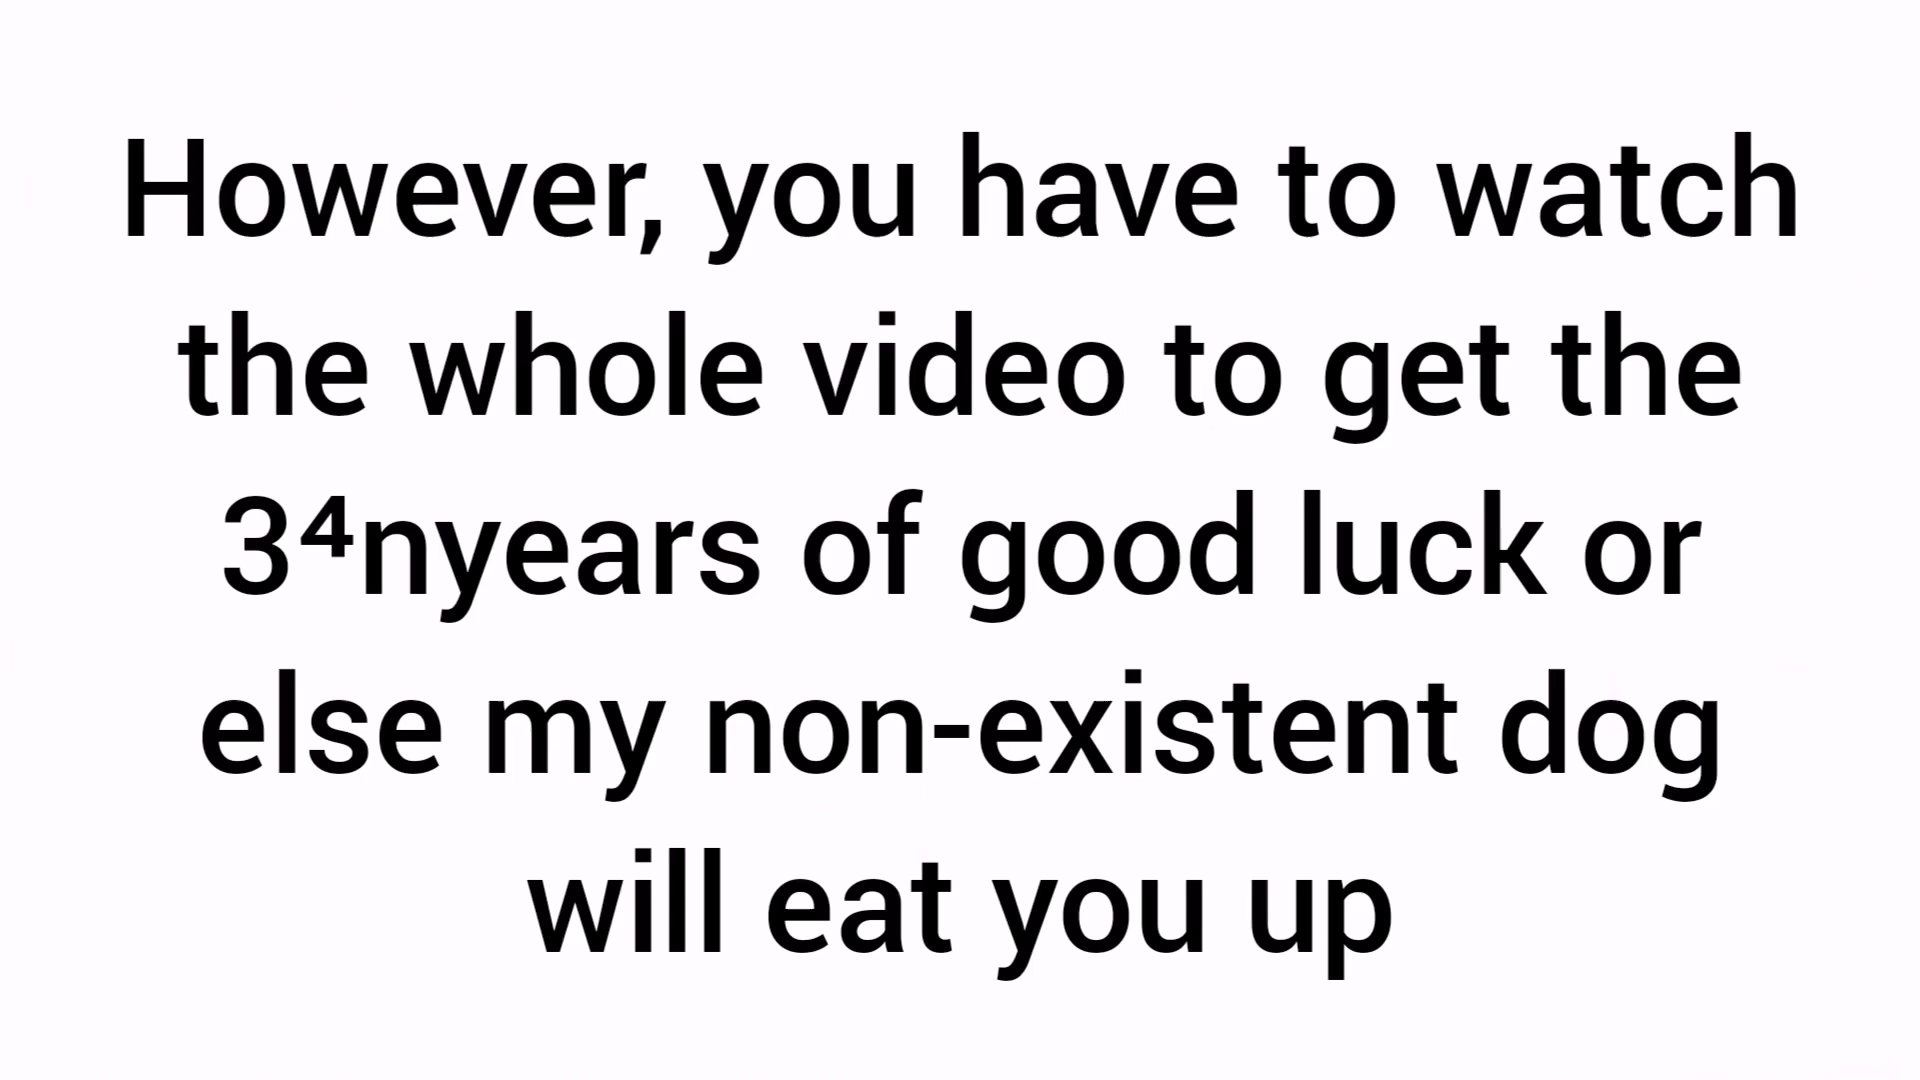 However, you have to watch
the whole video to get the
3⁴nyears of good luck or
else my non-existent dog
will eat you up